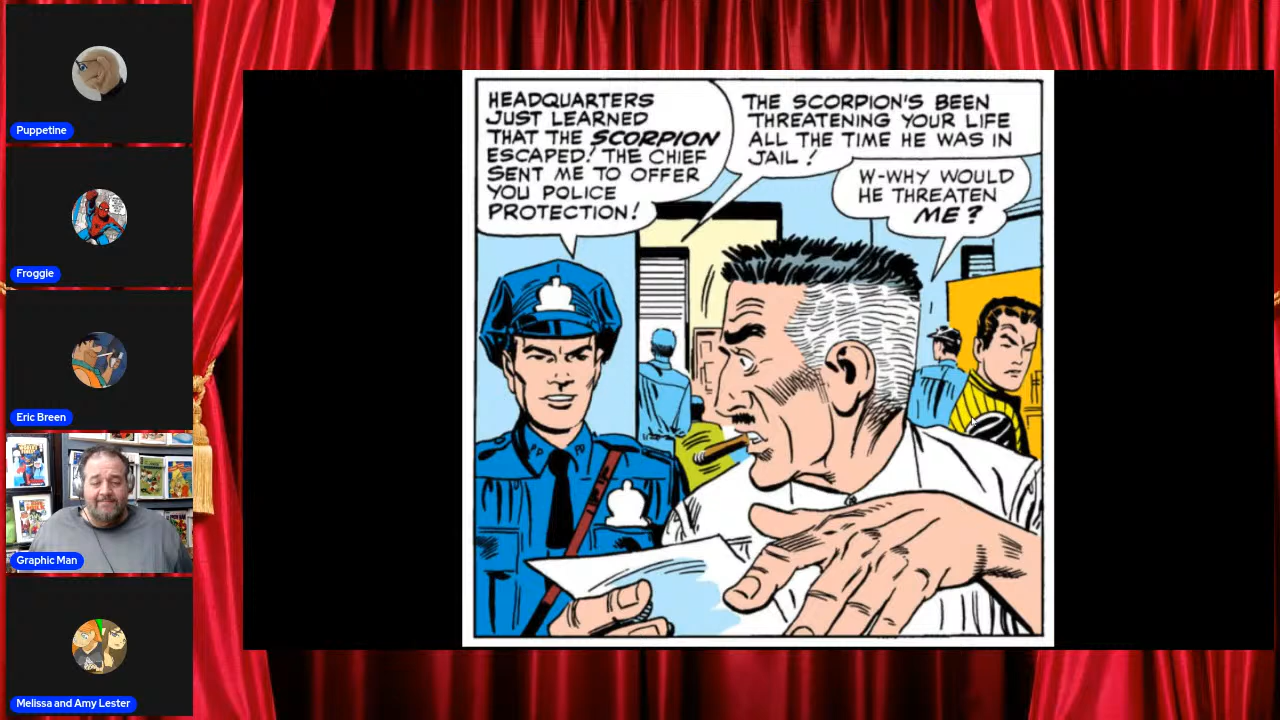 Puppetine
Froggie
Eric Breen
Graphic Man
Melissa and Amy Lester
HEADQUARTERS
JUST LEARNED
THAT THE SCORPION
ESCAPED! THE CHIEF
SENT ME TO OFFER
YOU POLICE
PROTECTION!
THE SCORPION'S BEEN
THREATENING YOUR LIFE
ALL THE TIME HE WAS IN
JAIL!
W-WHY WOULD
HE THREATEN
ME?
PD
PD